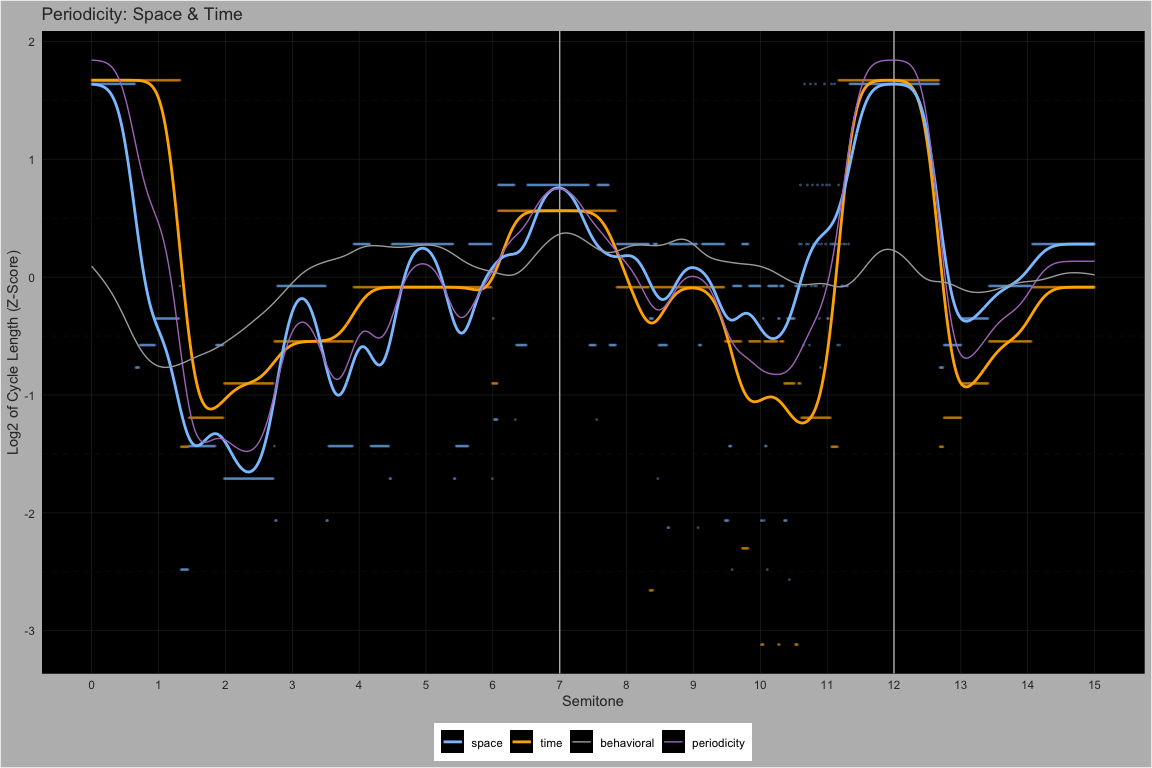 Periodicity: Space & Time
Log2 of Cycle Length (Z-Score)
2
1
0
-1
-2
-3
0 1 2 3 4 5 6 7 8 9 10 11 12 13 14 15
Semitone
space time behavioral periodicity